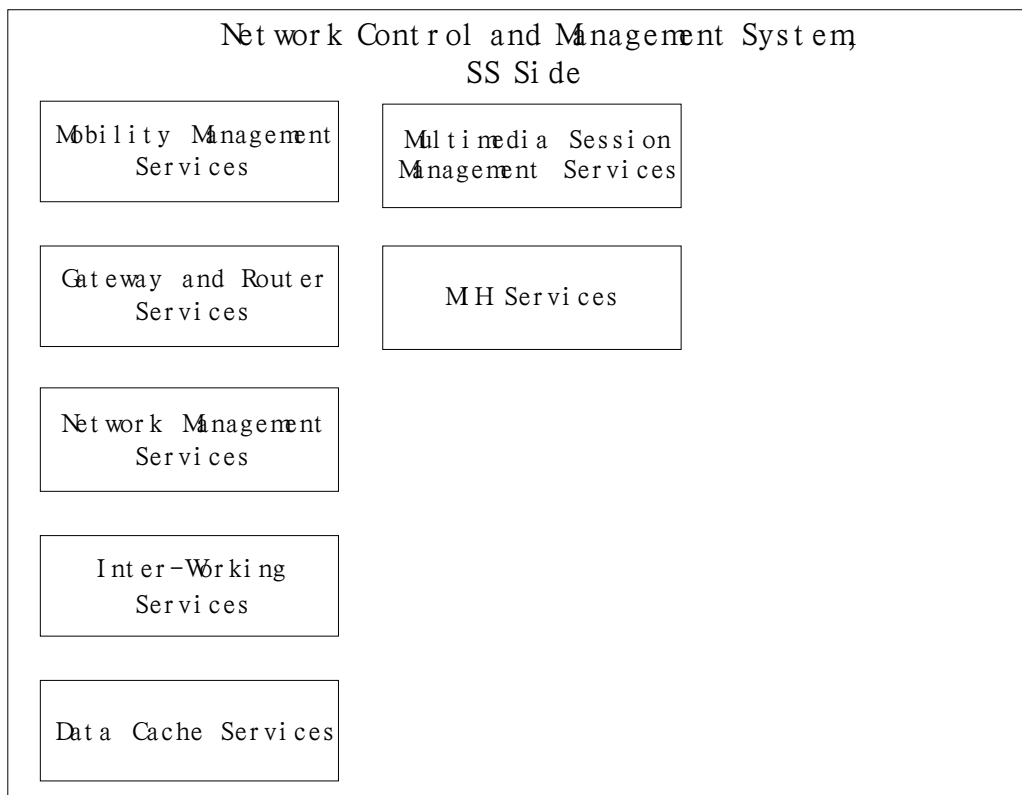 Network Control and Management System,
SS Side
Mobility Management
Services
Multimedia Session
Management Services
Gateway and Router
Services
MIH Services
Network Management
Services
Inter-Working
Services
Data Cache Services